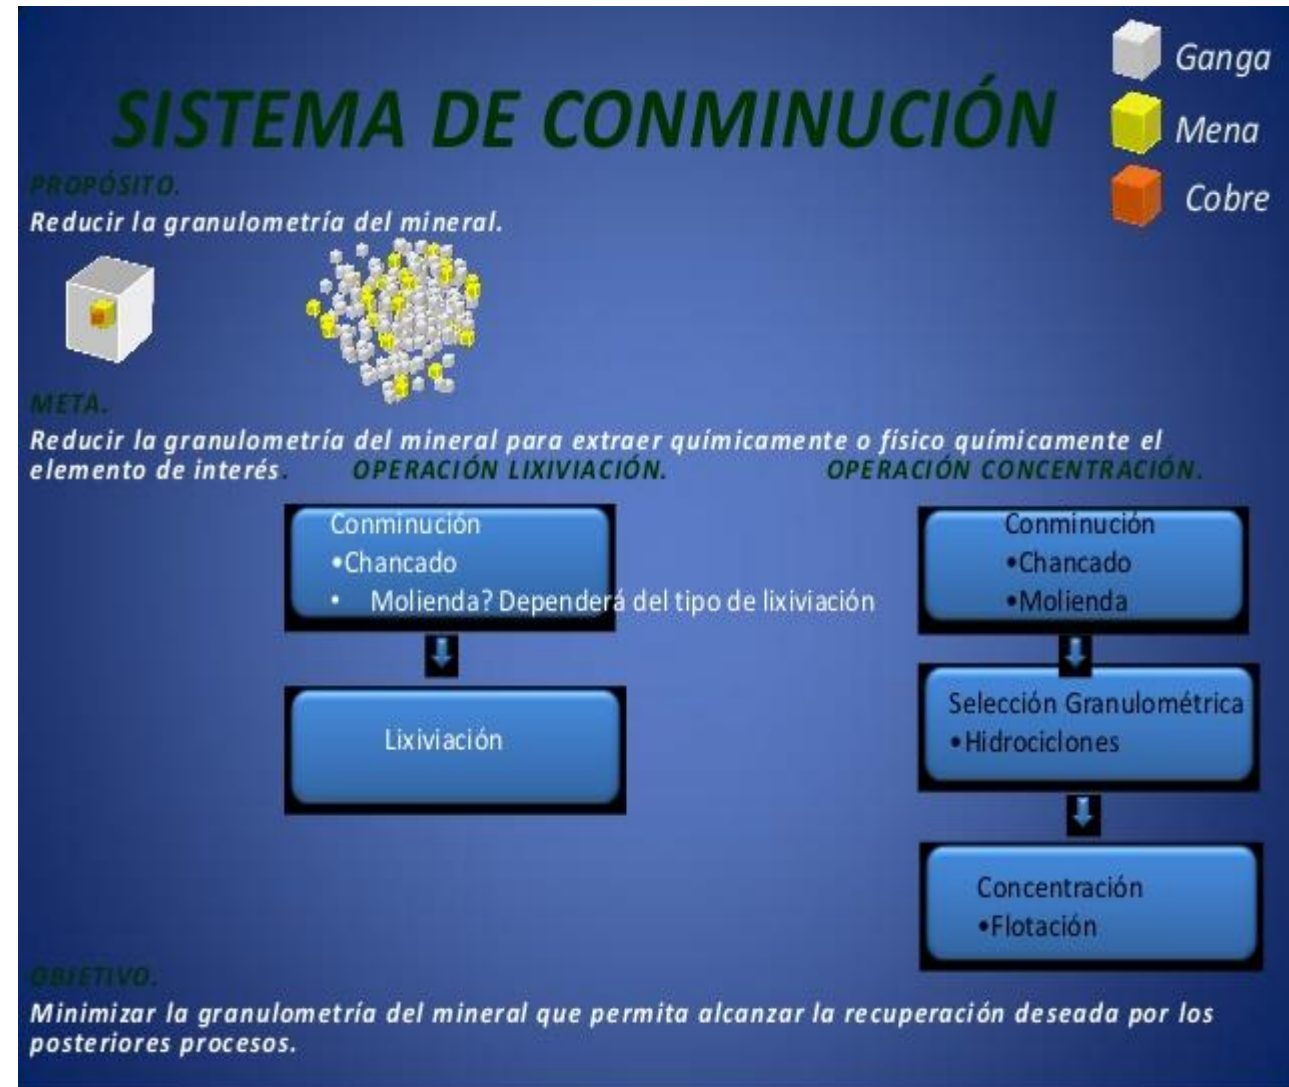 Ganga
SISTEMA DE CONMINUCIÓN
Mena
PROPÓSITO.
Cobre
Reducir la granulometría del mineral.
META.
Reducir la granulometría del mineral para extraer químicamente o físico químicamente el
elemento de interés.
OPERACIÓN LIXIVIACIÓN.
Conminución
•Chancado
• Molienda? Dependerá del tipo de lixiviación
Lixiviación
OPERACIÓN CONCENTRACIÓN.
Conminución
•Chancado
•Molienda
Selección Granulométrica
•Hidrociclones
Concentración
•Flotación
OBJETIVO.
Minimizar la granulometría del mineral que permita alcanzar la recuperación deseada por los
posteriores procesos.